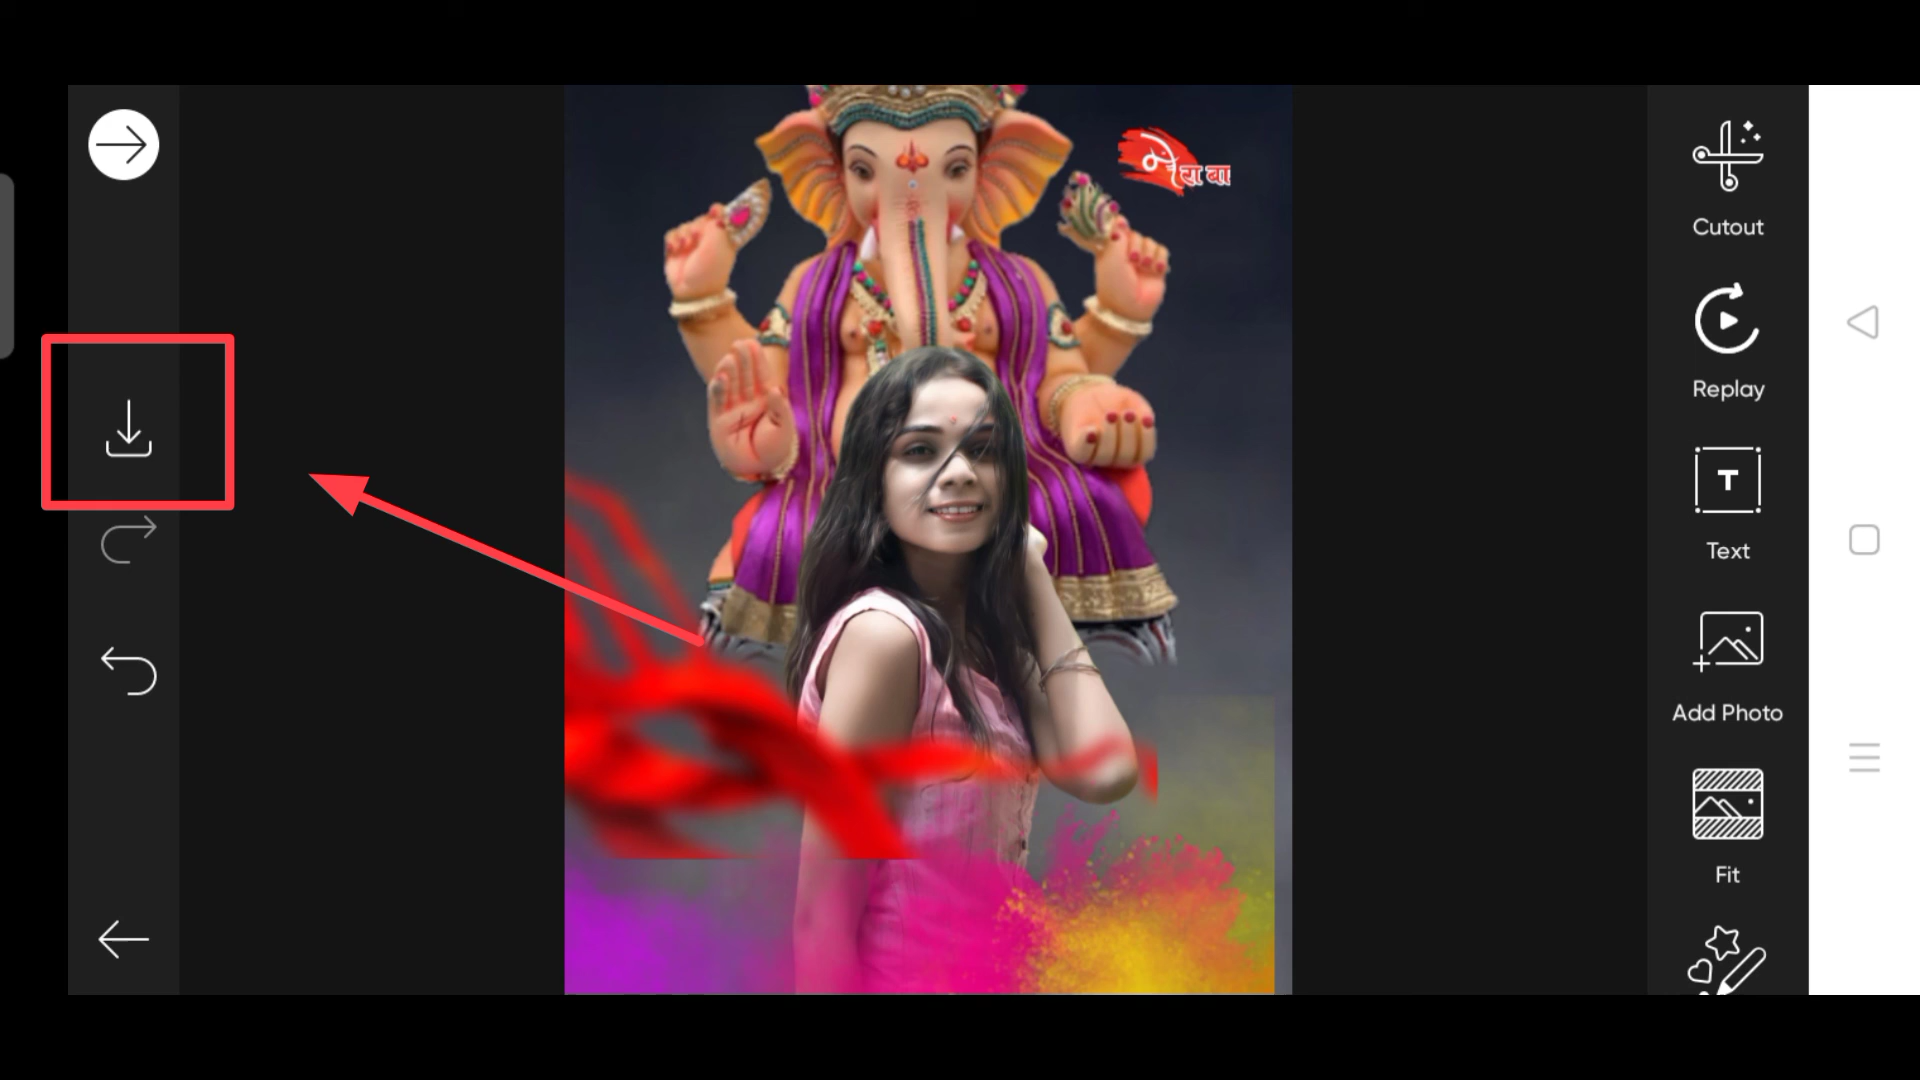 मोरा बा
Cutout
Replay
T
Text
Add Photo
Fit